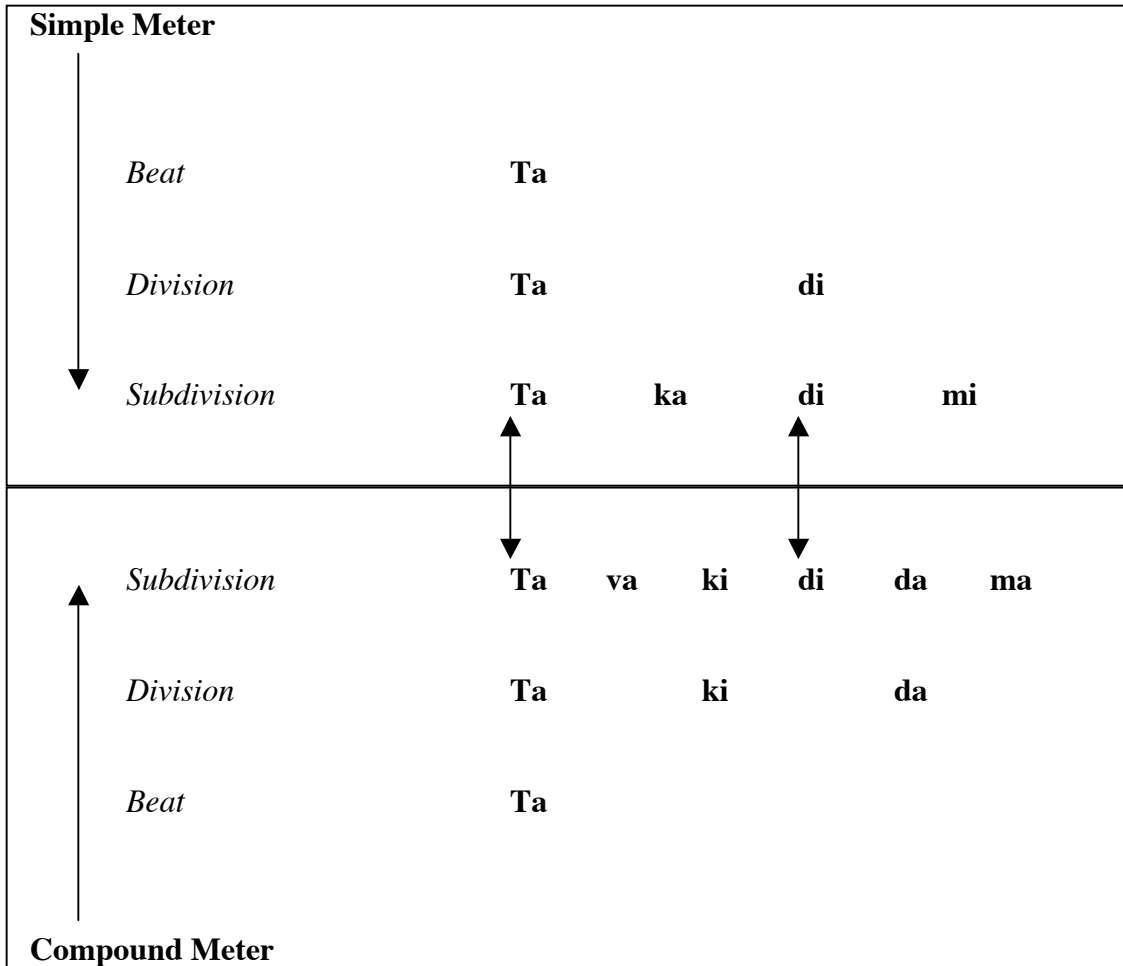 Simple Meter
Beat Ta
Division Ta di
Subdivision Ta ka di mi
Subdivision Ta va ki di da ma
Division Ta ki da
Beat Ta
Compound Meter